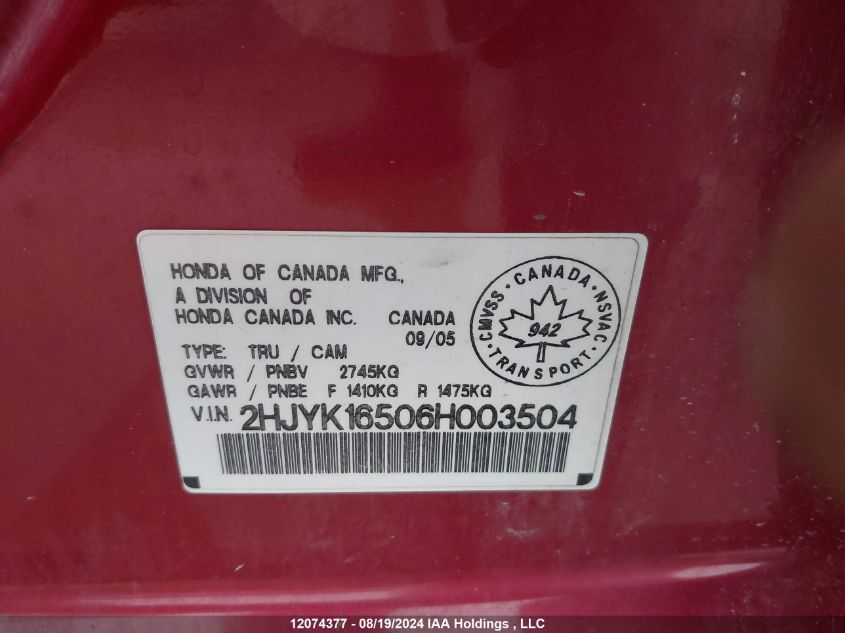 HONDA OF CANADA MFG.,
A DIVISION OF
HONDA CANADA INC. CANADA
09/05
TYPE: TRU / CAM
GVWR / PNBV 2745KG
GAWR / PNBE F 1410KG R 1475KG
V.I.N. 2HJYK16506H003504
CMVSS · CANADA · NSVAC · TRANSPORT ·
942
12074377 - 08/19/2024 IAA Holdings , LLC